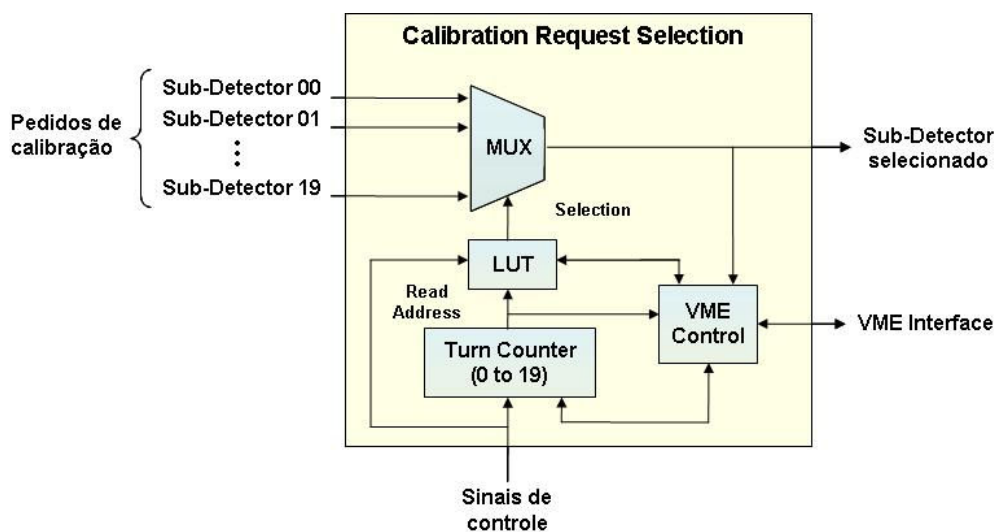 Calibration Request Selection
Pedidos de
calibração
Sub-Detector 00
Sub-Detector 01
Sub-Detector 19
MUX
Sub-Detector
selecionado
Selection
LUT
Read
Address
VME
Control
VME Interface
Turn Counter
(0 to 19)
Sinais de
controle